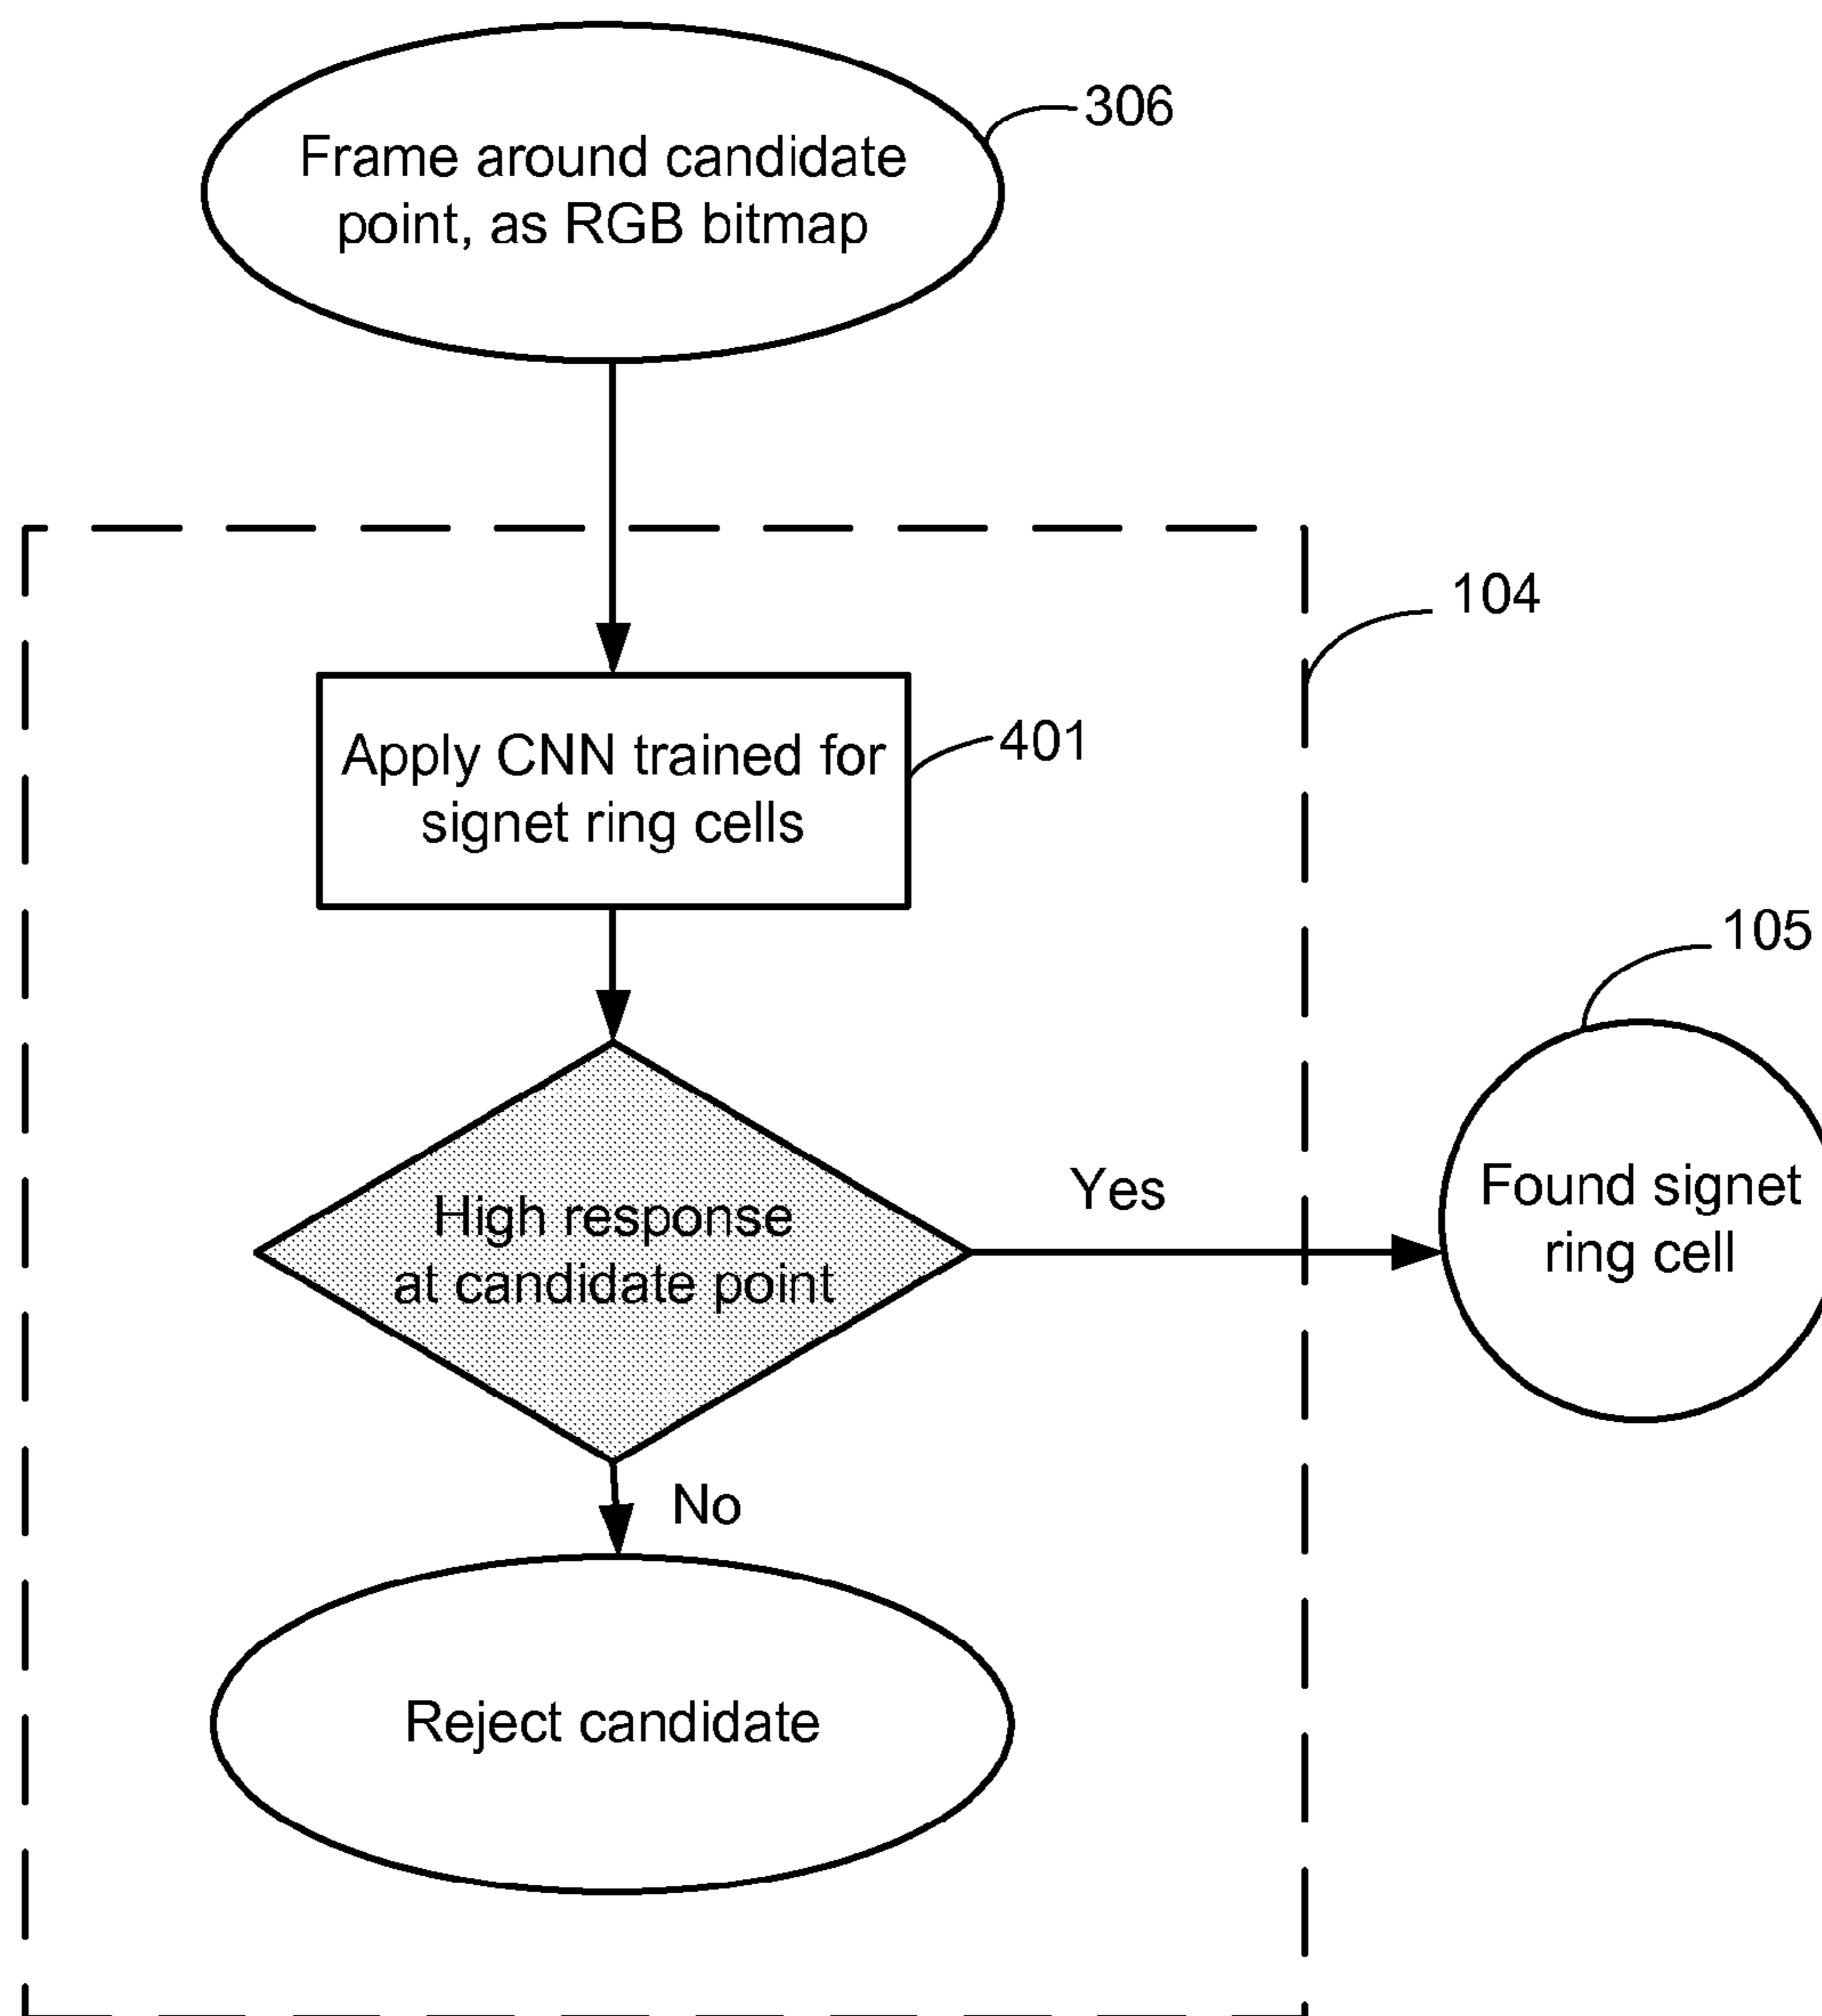 Frame around candidate
point, as RGB bitmap
306
104
Apply CNN trained for
signet ring cells
401
105
High response
at candidate point
Yes
Found signet
ring cell
No
Reject candidate